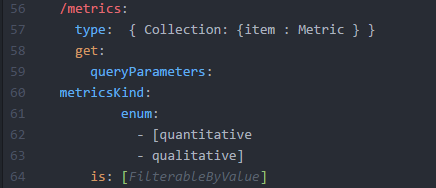 56 /metrics:
57 type: { Collection: {item : Metric } }
58 get:
59 queryParameters:
60 metricsKind:
61 enum:
62 - [quantitative
63 - qualitative]
64 is: [FilterableByValue]